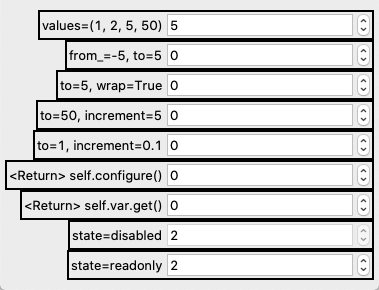 values=(1, 2, 5, 50) 5
from_=-5, to=5 0
to=5, wrap=True 0
to=50, increment=5 0
to=1, increment=0.1 0
<Return> self.configure() 0
<Return> self.var.get() 0
state=disabled 2
state=readonly 2